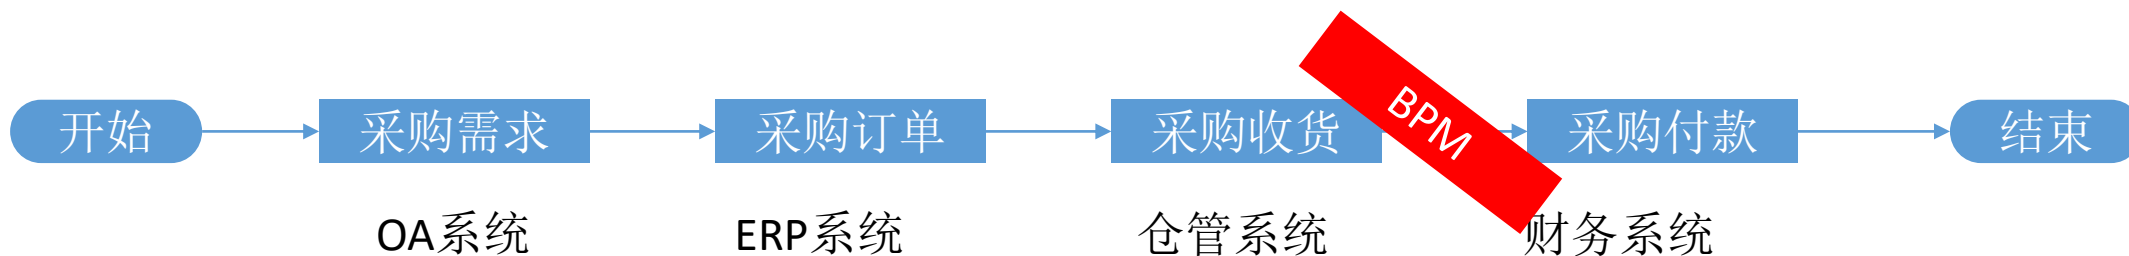 开始
采购需求
采购订单
采购收货
BPM
采购付款
结束
OA系统
ERP系统
仓管系统
财务系统